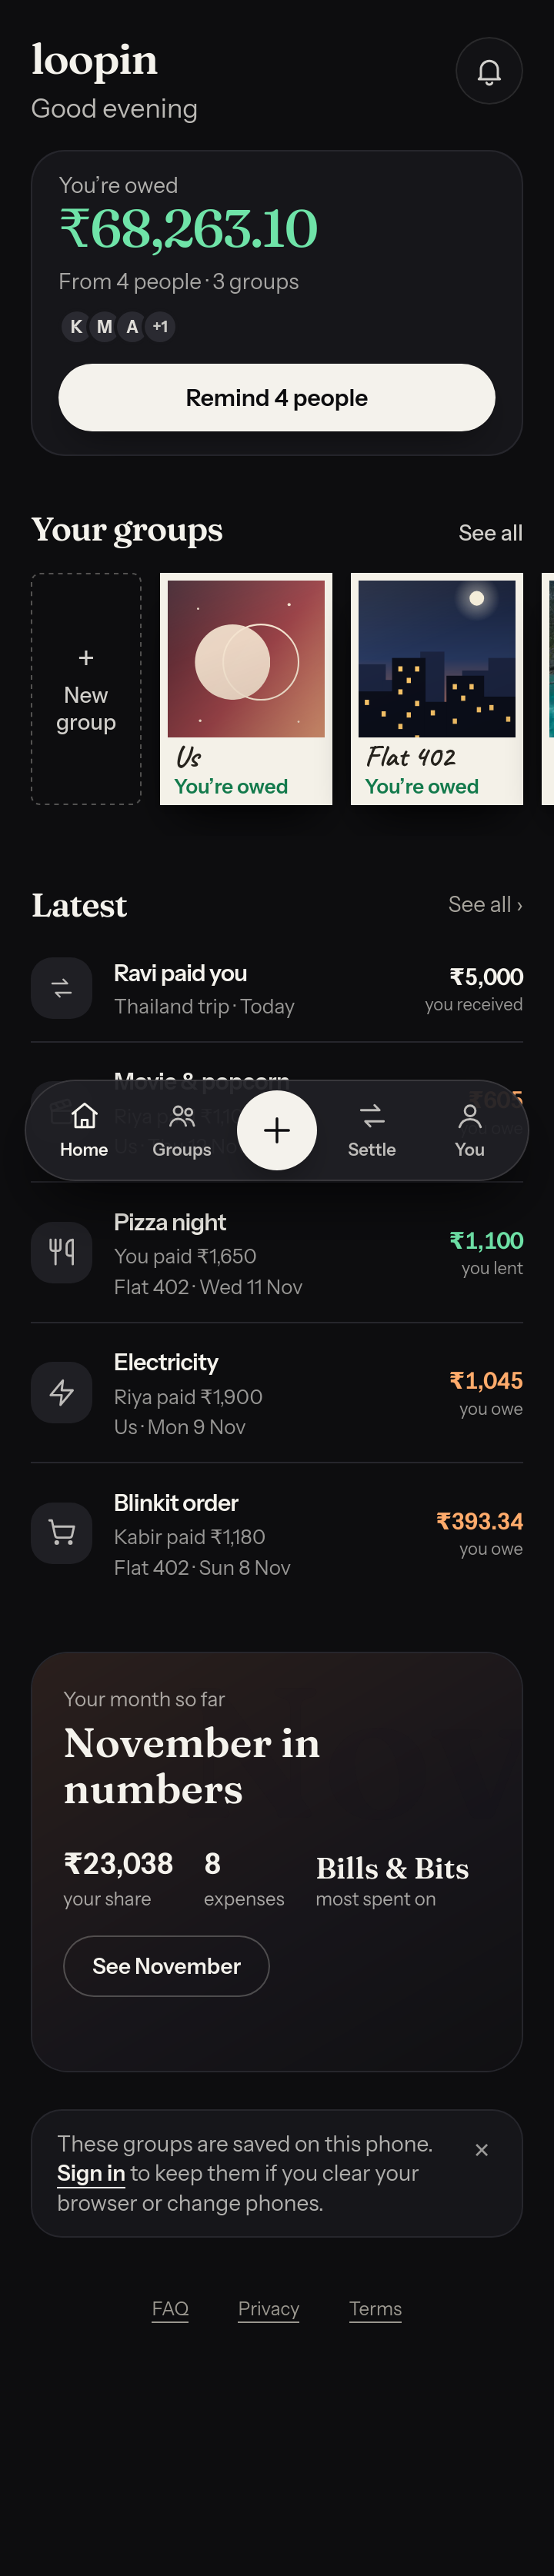 loopin
Good evening
You're owed
₹68,263.10
From 4 people · 3 groups
K M A +1
Remind 4 people
Your groups
See all
+
New
group
Us
You're owed
Flat 402
You're owed
Latest
See all ›
Ravi paid you
₹5,000
Thailand trip · Today
you received
Movie & popcorn
₹605
Home
Groups
Settle
You
Pizza night
₹1,100
You paid ₹1,650
you lent
Flat 402 · Wed 11 Nov
Electricity
₹1,045
Riya paid ₹1,900
you owe
Us · Mon 9 Nov
Blinkit order
₹393.34
Kabir paid ₹1,180
you owe
Flat 402 · Sun 8 Nov
Your month so far
November in
numbers
₹23,038
8
Bills & Bits
your share
expenses
most spent on
See November
These groups are saved on this phone.
Sign in to keep them if you clear your
browser or change phones.
FAQ
Privacy
Terms